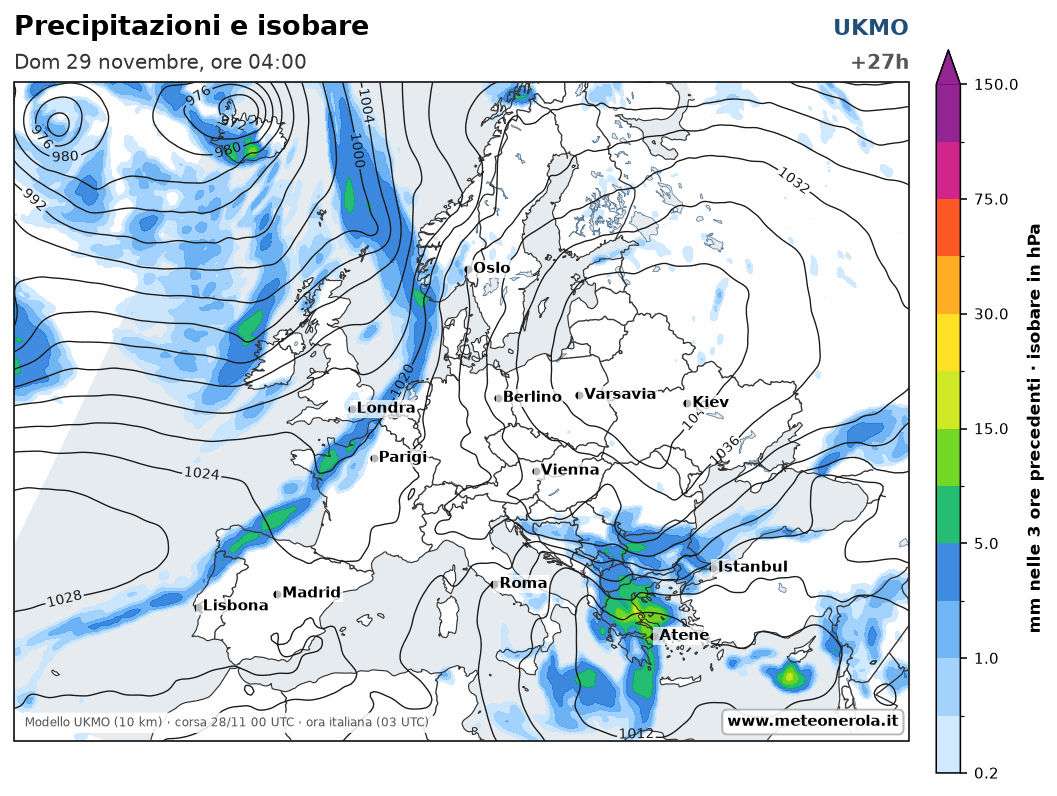 Precipitazioni e isobare
UKMO
Dom 29 novembre, ore 04:00
+27h
976
976
972
980
980
992
1004
1000
1032
150.0
75.0
30.0
15.0
5.0
1.0
0.2
mm nelle 3 ore precedenti · isobare in hPa
Oslo
1020
Londra
Berlino
Varsavia
Kiev
1036
Parigi
Vienna
1024
1028
Istanbul
Roma
Madrid
Lisbona
Atene
1012
Modello UKMO (10 km) · corsa 28/11 00 UTC · ora italiana (03 UTC)
www.meteonerola.it